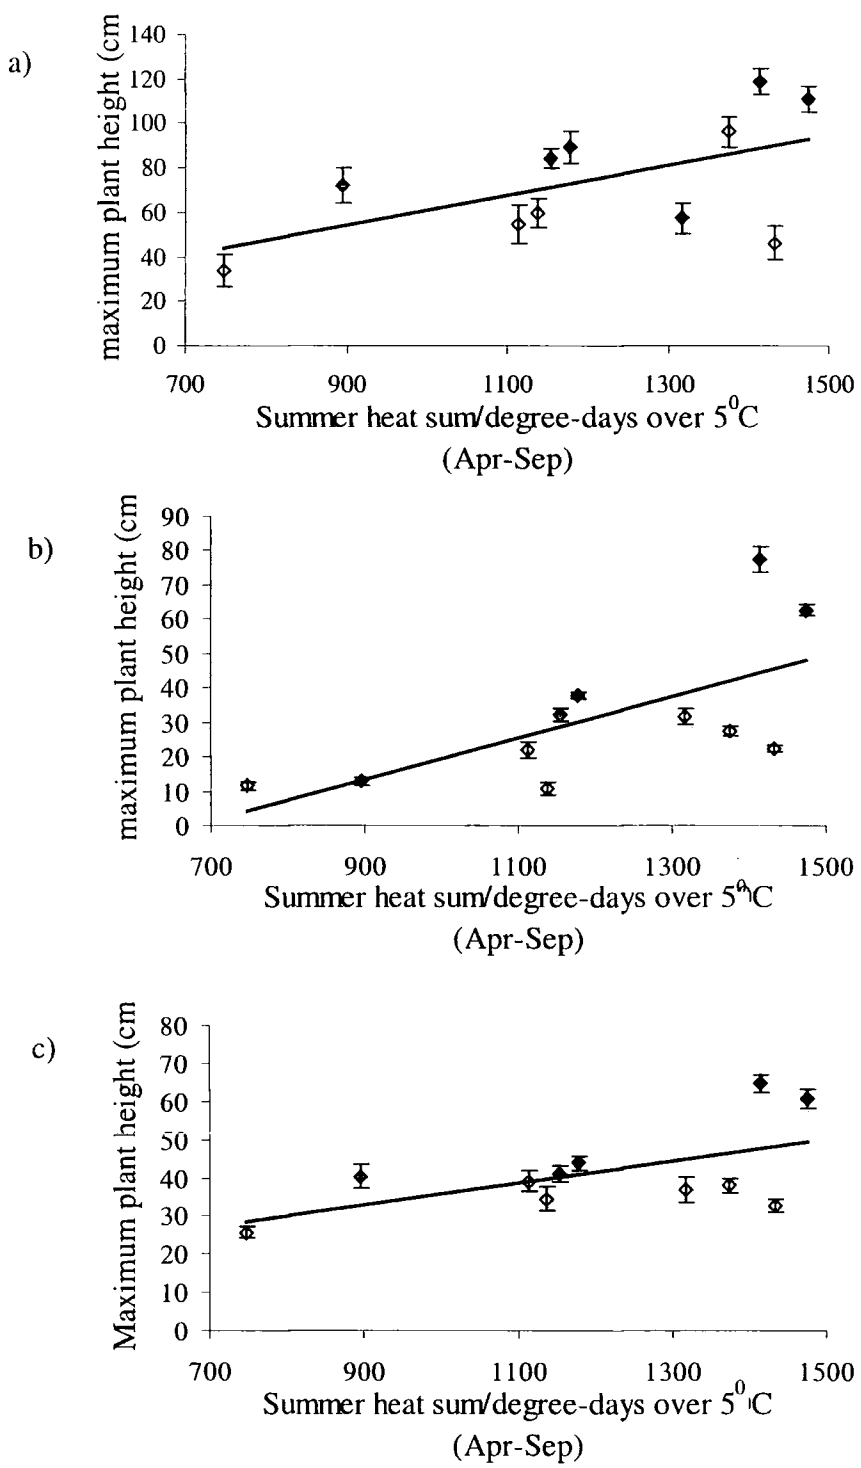 a)
maximum plant height (cm
140
120
100
80
60
40
20
0
700 900 1100 1300 1500
Summer heat sum/degree-days over 5⁰C
(Apr-Sep)
b)
maximum plant height (cm
90
80
70
60
50
40
30
20
10
0
700 900 1100 1300 1500
Summer heat sum/degree-days over 5⁰C
(Apr-Sep)
c)
Maximum plant height (cm
80
70
60
50
40
30
20
10
0
700 900 1100 1300 1500
Summer heat sum/degree-days over 5⁰C
(Apr-Sep)